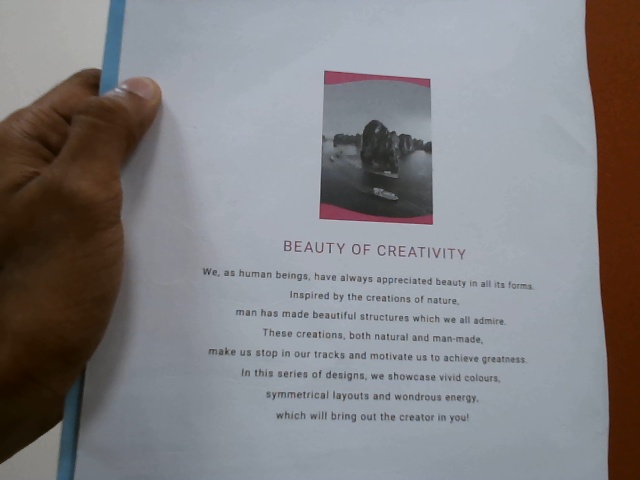 BEAUTY OF CREATIVITY
We, as human beings, have always appreciated beauty in all its forms.
Inspired by the creations of nature,
man has made beautiful structures which we all admire.
These creations, both natural and man-made,
make us stop in our tracks and motivate us to achieve greatness.
In this series of designs, we showcase vivid colours,
symmetrical layouts and wondrous energy,
which will bring out the creator in you!